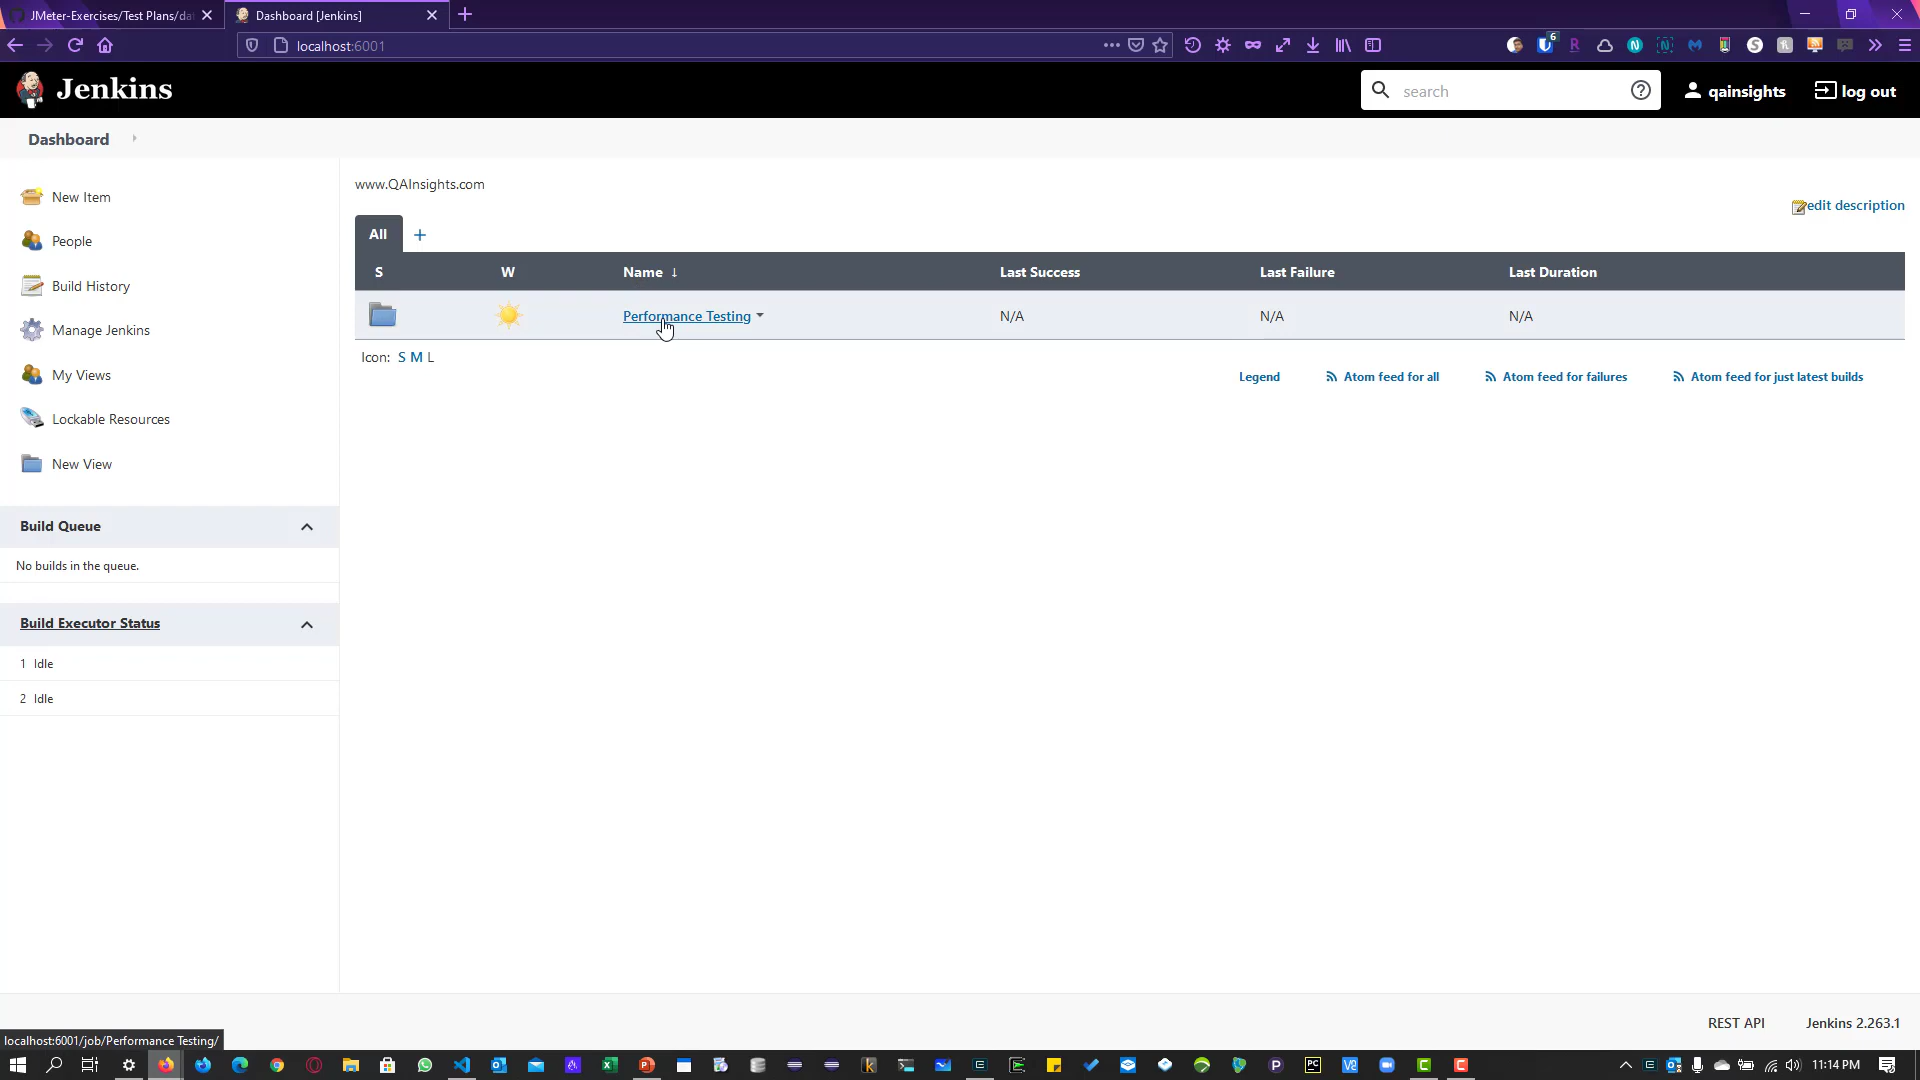 JMeter-Exercises/Test Plans/dat
Dashboard [Jenkins]
localhost:6001
6
Jenkins
search
qainsights
log out
Dashboard
New Item
People
Build History
Manage Jenkins
My Views
Lockable Resources
New View
Build Queue
No builds in the queue.
Build Executor Status
1 Idle
2 Idle
www.QAInsights.com
edit description
All +
S W Name ↓ Last Success Last Failure Last Duration
Performance Testing N/A N/A N/A
Icon: S M L
Legend Atom feed for all Atom feed for failures Atom feed for just latest builds
REST API Jenkins 2.263.1
localhost:6001/job/Performance Testing/
11:14 PM